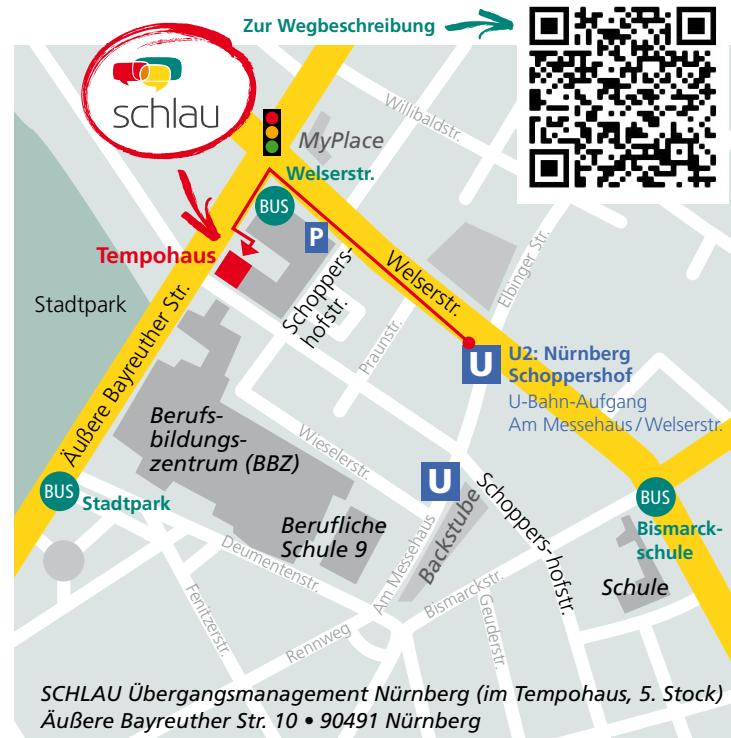 Zur Wegbeschreibung
schlau
Willibaldstr.
MyPlace
Welserstr.
BUS
P
Tempohaus
Welserstr.
Elbinger Str.
Stadtpark
Schoppers-
hofstr.
Praunstr.
Äußere Bayreuther Str.
U
U2: Nürnberg
Schoppershof
U-Bahn-Aufgang
Am Messehaus / Welserstr.
Berufs-
bildungs-
zentrum (BBZ)
Wieselerstr.
U
BUS
Stadtpark
Schoppers-hofstr.
BUS
Bismarck-
schule
Berufliche
Schule 9
Am Messehaus
Backstube
Deumentenstr.
Bismarckstr.
Schule
Fenitzerstr.
Rennweg
Geuderstr.
SCHLAU Übergangsmanagement Nürnberg (im Tempohaus, 5. Stock)
Äußere Bayreuther Str. 10 • 90491 Nürnberg